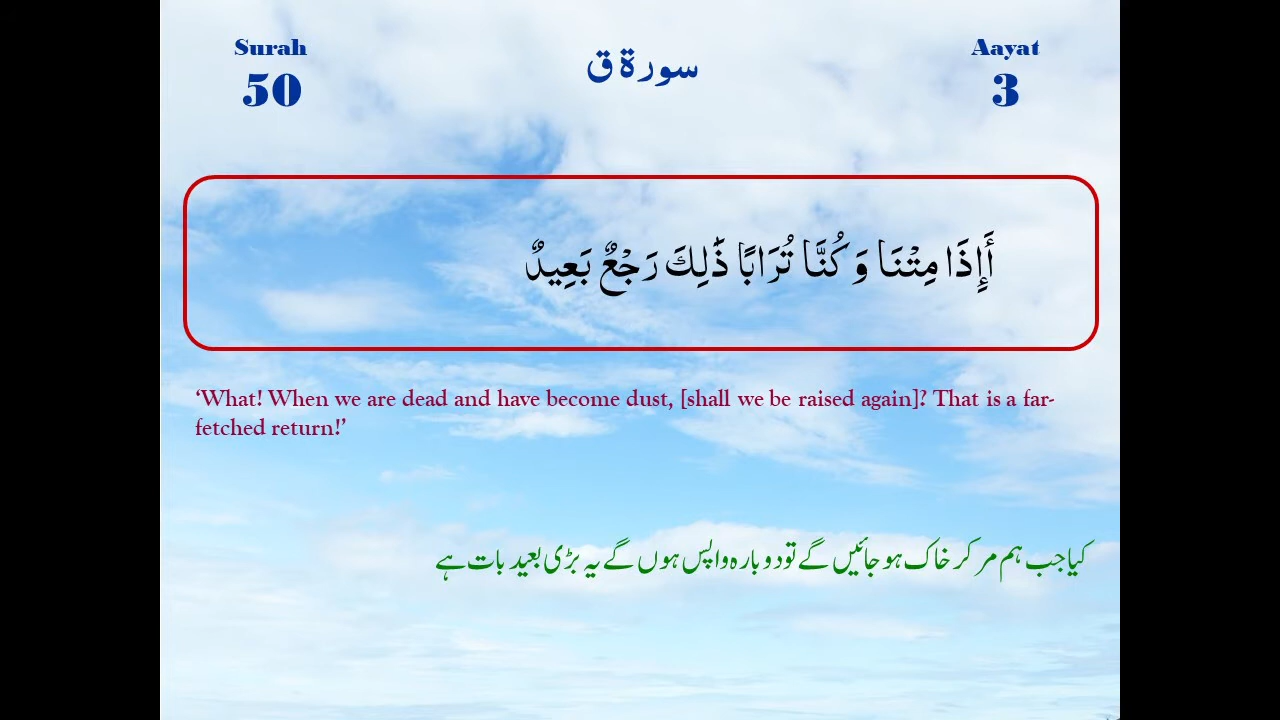 Surah
50
سورة ق
Aayat
3
أَإِذَا مِتْنَا وَكُنَّا تُرَابًا ذَٰلِكَ رَجْعٌ بَعِيدٌ
‘What! When we are dead and have become dust, [shall we be raised again]? That is a far-
fetched return!’
کیا جب ہم مر کر خاک ہو جائیں گے تو دوبارہ واپس ہوں گے یہ بڑی بعید بات ہے